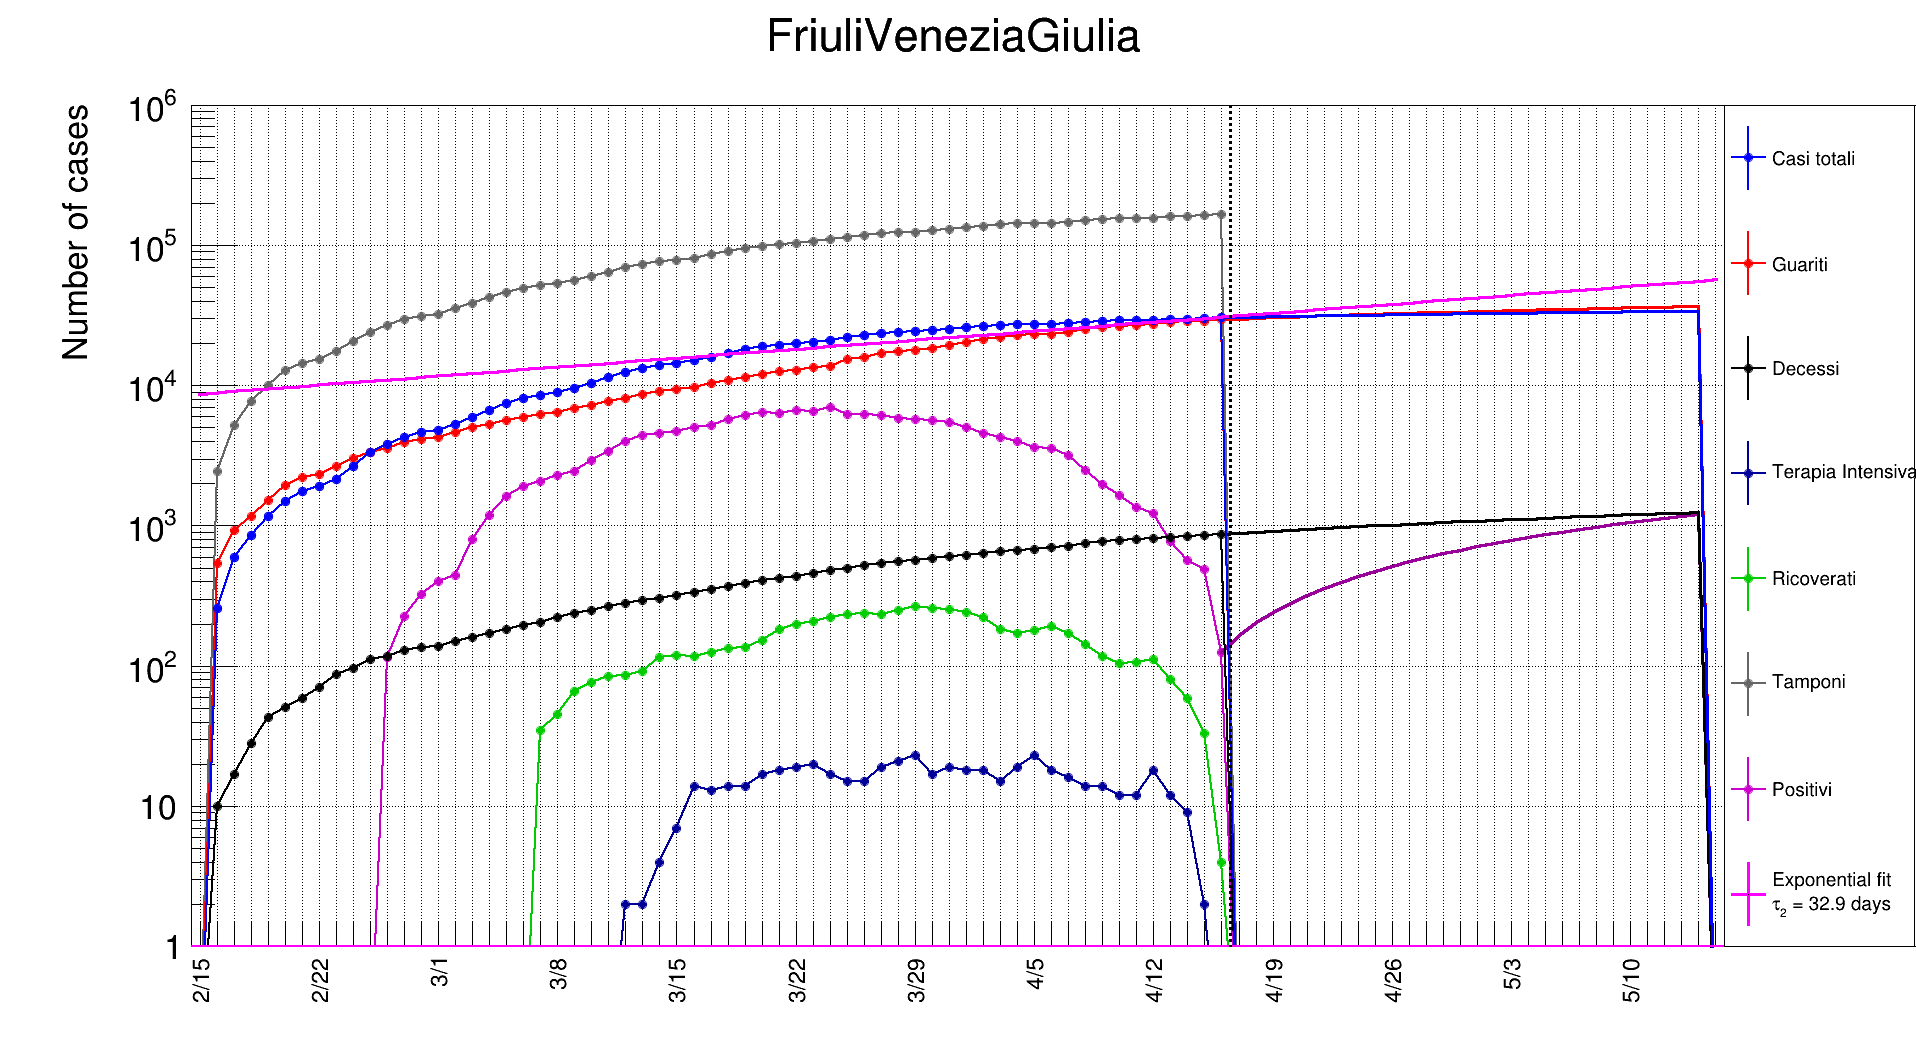 FriuliVeneziaGiulia
Number of cases
10^6
10^5
10^4
10^3
10^2
10
1
2/15 2/22 3/1 3/8 3/15 3/22 3/29 4/5 4/12 4/19 4/26 5/3 5/10
Casi totali
Guariti
Decessi
Terapia Intensiva
Ricoverati
Tamponi
Positivi
Exponential fit
τ_2 = 32.9 days